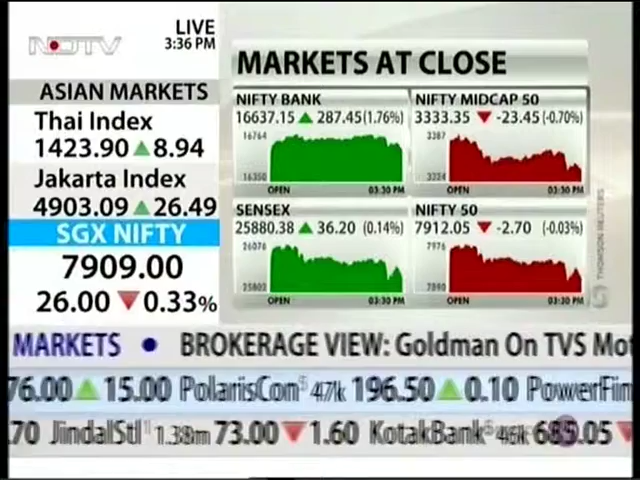 NDTV
LIVE
3:36 PM
ASIAN MARKETS
Thai Index
1423.90 ▲ 8.94
Jakarta Index
4903.09 ▲ 26.49
SGX NIFTY
7909.00
26.00 ▼ 0.33%
MARKETS AT CLOSE
NIFTY BANK
16637.15 ▲ 287.45 (1.76%)
16764
16350
OPEN 03:30 PM
NIFTY MIDCAP 50
3333.35 ▼ -23.45 (-0.70%)
3387
3334
OPEN 03:30 PM
SENSEX
25880.38 ▲ 36.20 (0.14%)
26076
25803
OPEN 03:30 PM
NIFTY 50
7912.05 ▼ -2.70 (-0.03%)
7976
7890
OPEN 03:30 PM
THOMSON REUTERS
MARKETS • BROKERAGE VIEW: Goldman On TVS Mot
76.00 ▲ 15.00 PolarisCom 47k 196.50 ▲ 0.10 PowerFin
.70 JindalStl 1.38m 73.00 ▼ 1.60 KotakBank 685.05 ▼